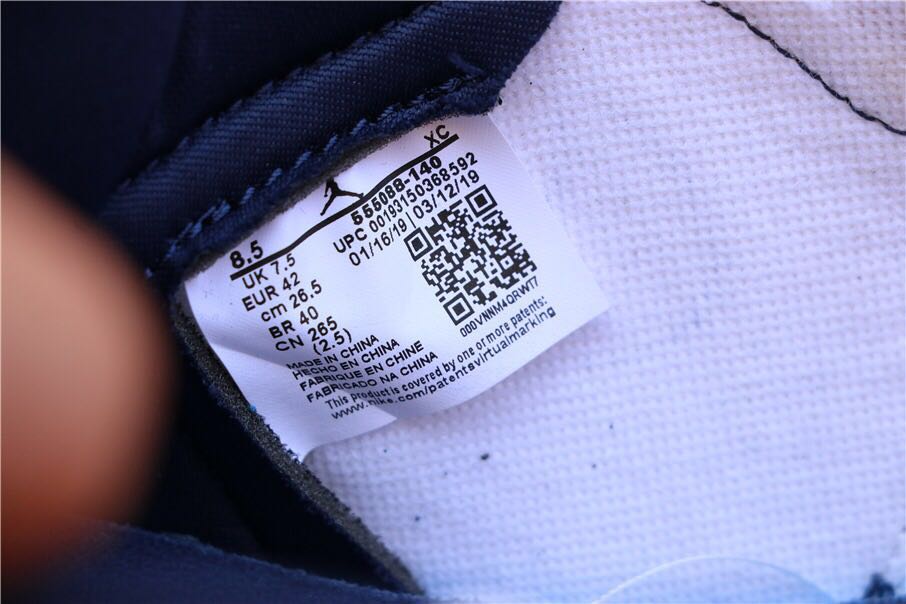 XC
8.5 555088-140
UK 7.5 UPC 00193150368592
EUR 42 01/16/19 | 03/12/19
cm 26.5
BR 40
CN 265
(2.5)
000VNNM4QRWT7
MADE IN CHINA
HECHO EN CHINA
FABRIQUE EN CHINE
FABRICADO NA CHINA
This product is covered by one or more patents:
www.nike.com/patentsvirtualmarking